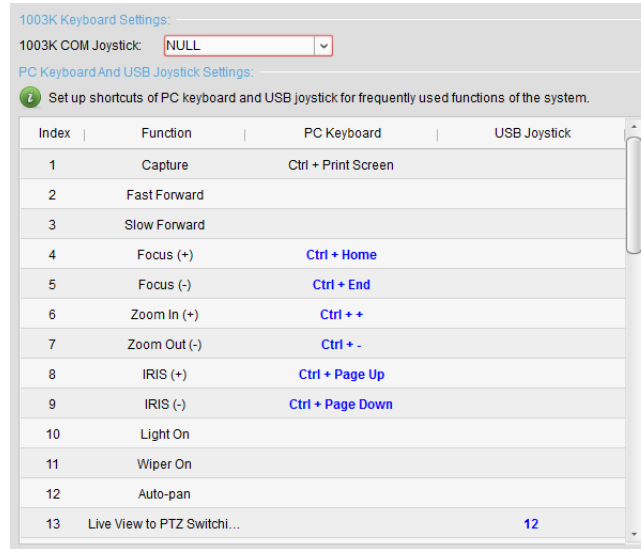 1003K Keyboard Settings:
1003K COM Joystick: NULL
PC Keyboard And USB Joystick Settings:
Set up shortcuts of PC keyboard and USB joystick for frequently used functions of the system.
Index Function PC Keyboard USB Joystick
1 Capture Ctrl + Print Screen
2 Fast Forward
3 Slow Forward
4 Focus (+) Ctrl + Home
5 Focus (-) Ctrl + End
6 Zoom In (+) Ctrl + +
7 Zoom Out (-) Ctrl + -
8 IRIS (+) Ctrl + Page Up
9 IRIS (-) Ctrl + Page Down
10 Light On
11 Wiper On
12 Auto-pan
13 Live View to PTZ Switchi... 12